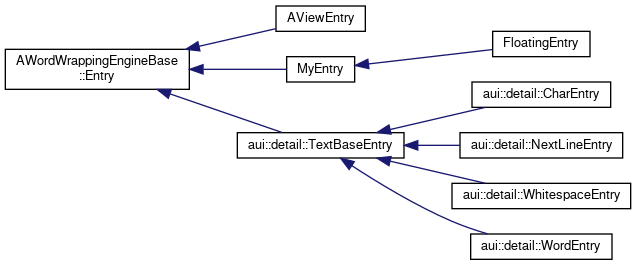 AViewEntry
AWordWrappingEngineBase
::Entry
MyEntry
FloatingEntry
aui::detail::TextBaseEntry
aui::detail::CharEntry
aui::detail::NextLineEntry
aui::detail::WhitespaceEntry
aui::detail::WordEntry